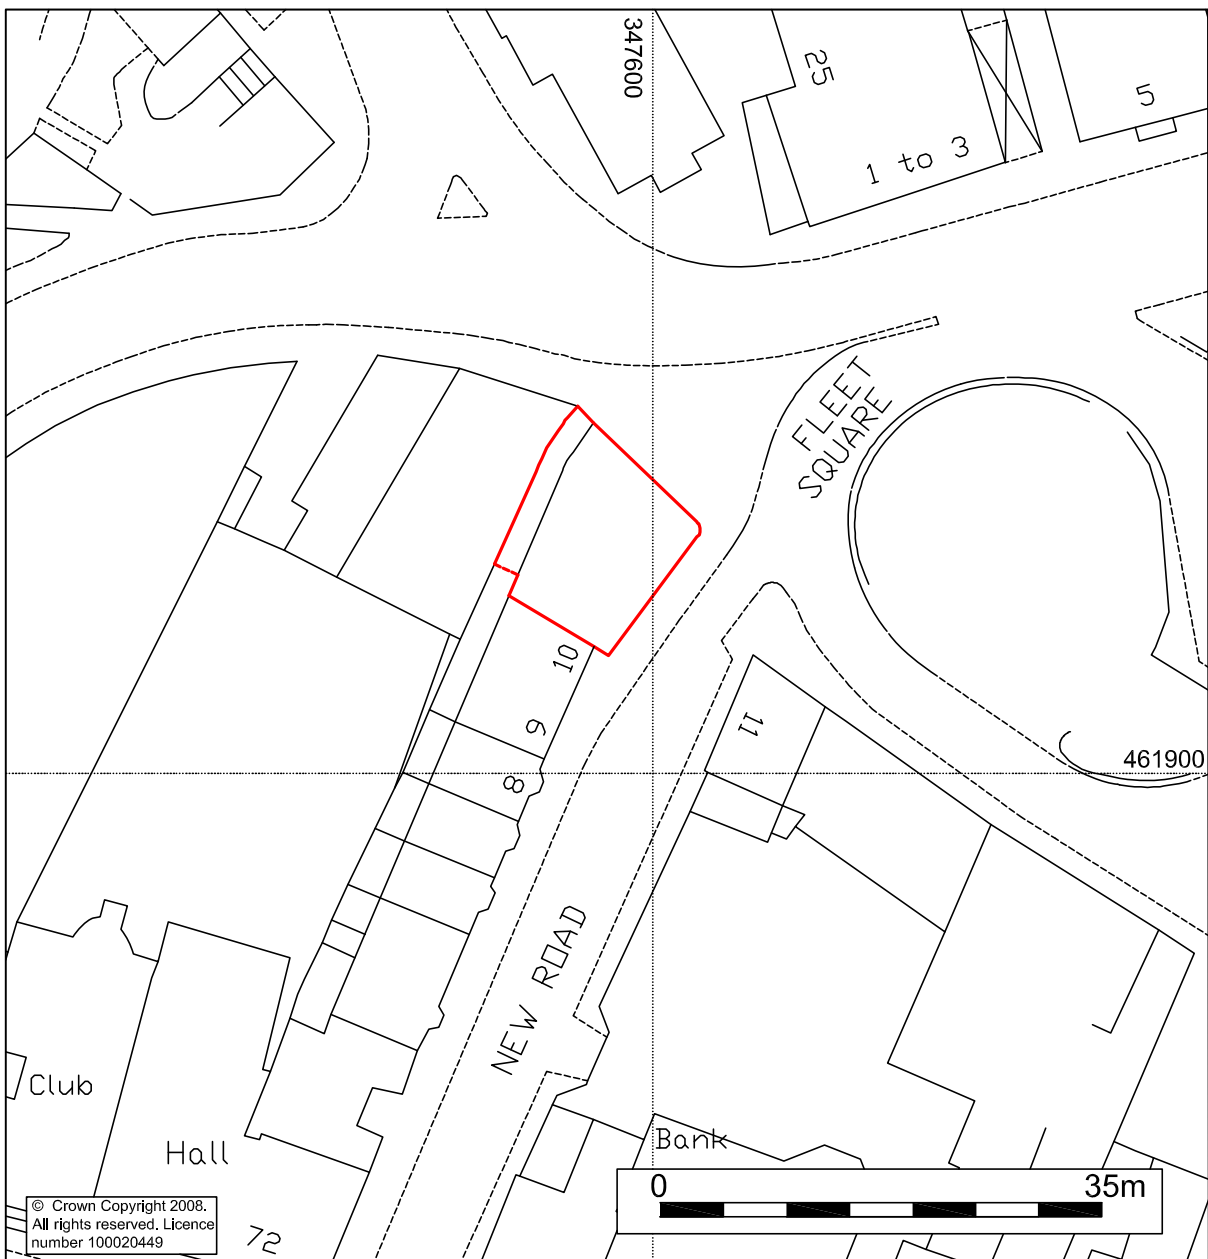 347600
25
5
1 to 3
FLEET
SQUARE
10
9
8
11
461900
NEW ROAD
Club
Hall
Bank
72
0 35m
© Crown Copyright 2008.
All rights reserved. Licence
number 100020449